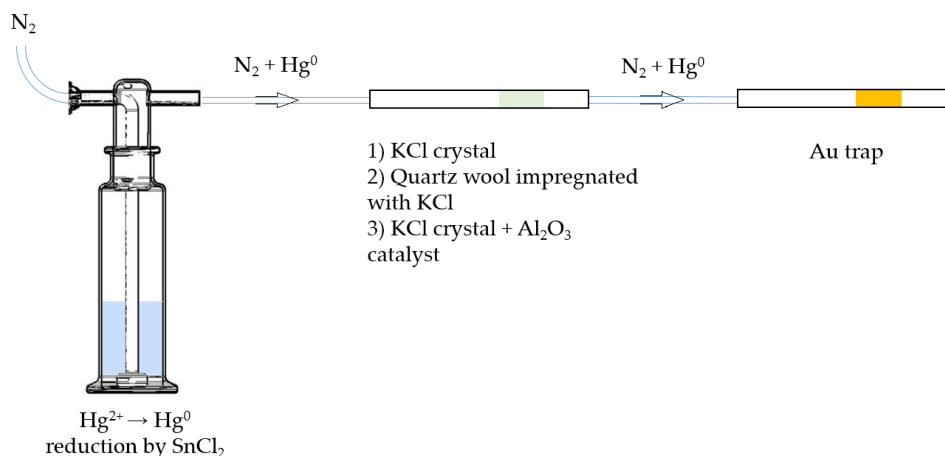 N₂
N₂ + Hg⁰
N₂ + Hg⁰
1) KCl crystal
2) Quartz wool impregnated
with KCl
3) KCl crystal + Al₂O₃
catalyst
Au trap
Hg²⁺ → Hg⁰
reduction by SnCl₂